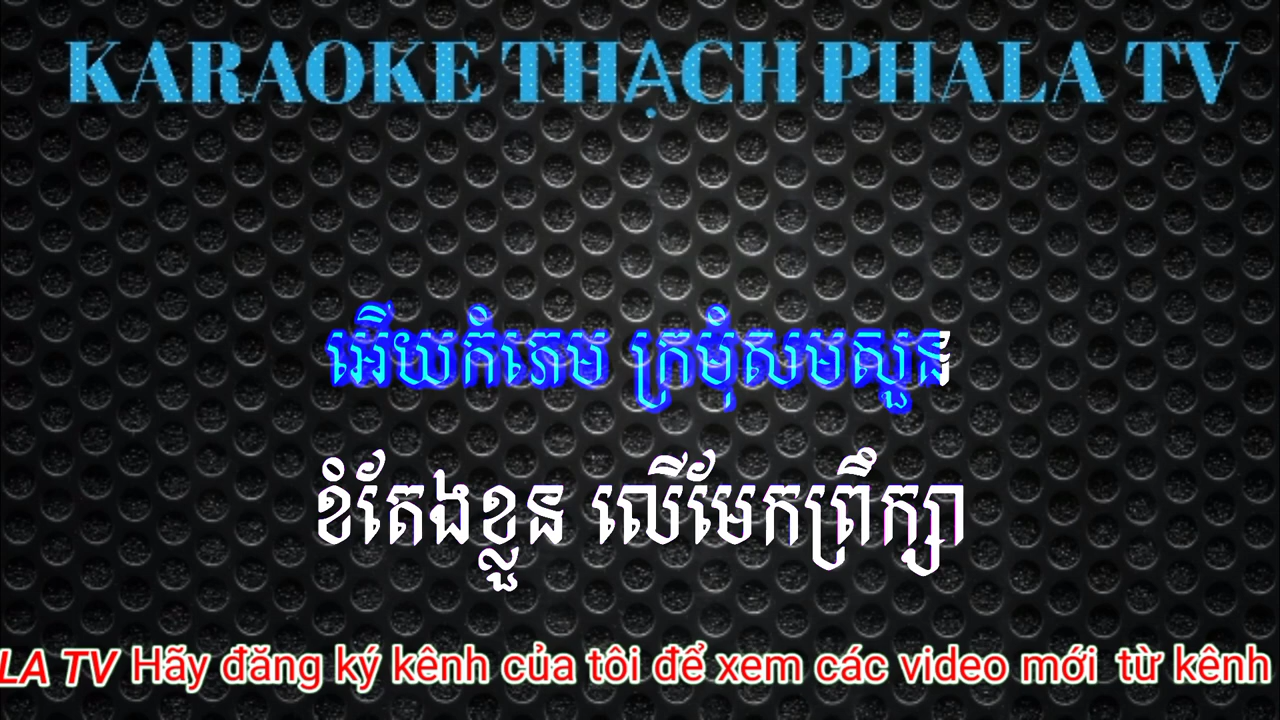 KARAOKE THẠCH PHALA TV
អើយកំភេម ក្រមុំសមសួន
ខំតែងខ្លួន លើមែកព្រឹក្សា
LA TV Hãy đăng ký kênh của tôi để xem các video mới từ kênh